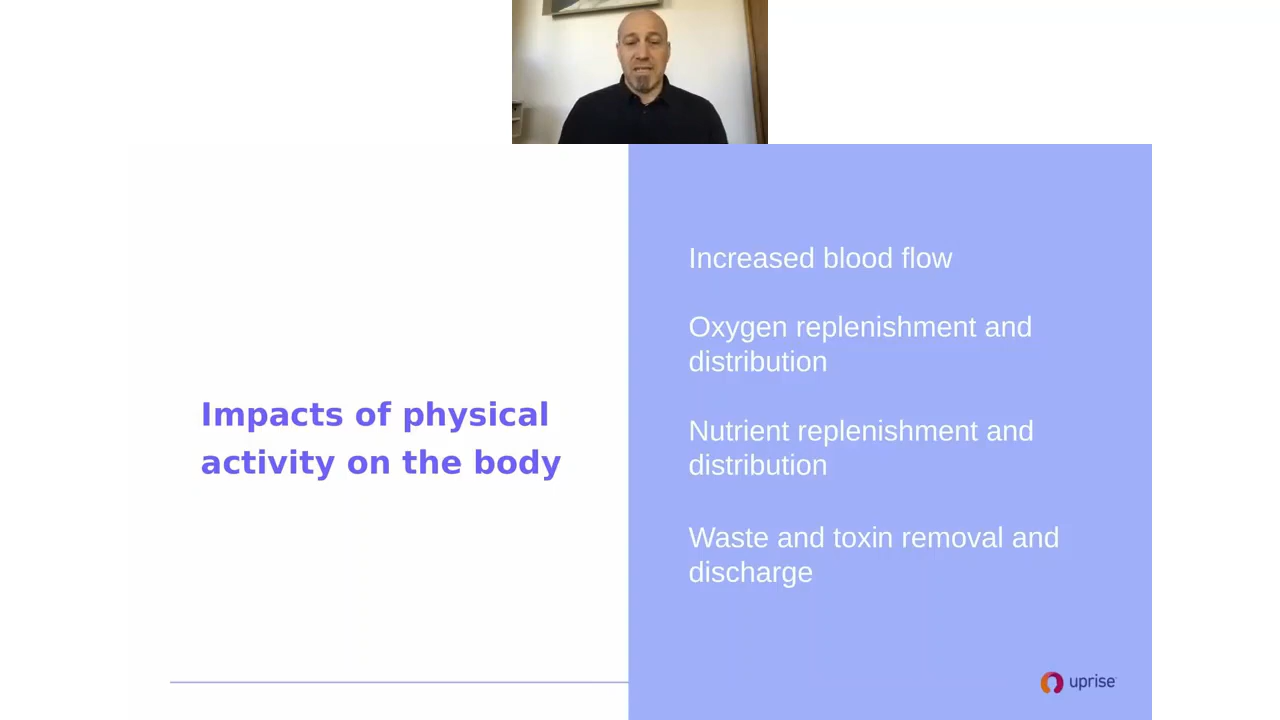 Impacts of physical
activity on the body
Increased blood flow
Oxygen replenishment and
distribution
Nutrient replenishment and
distribution
Waste and toxin removal and
discharge
uprise